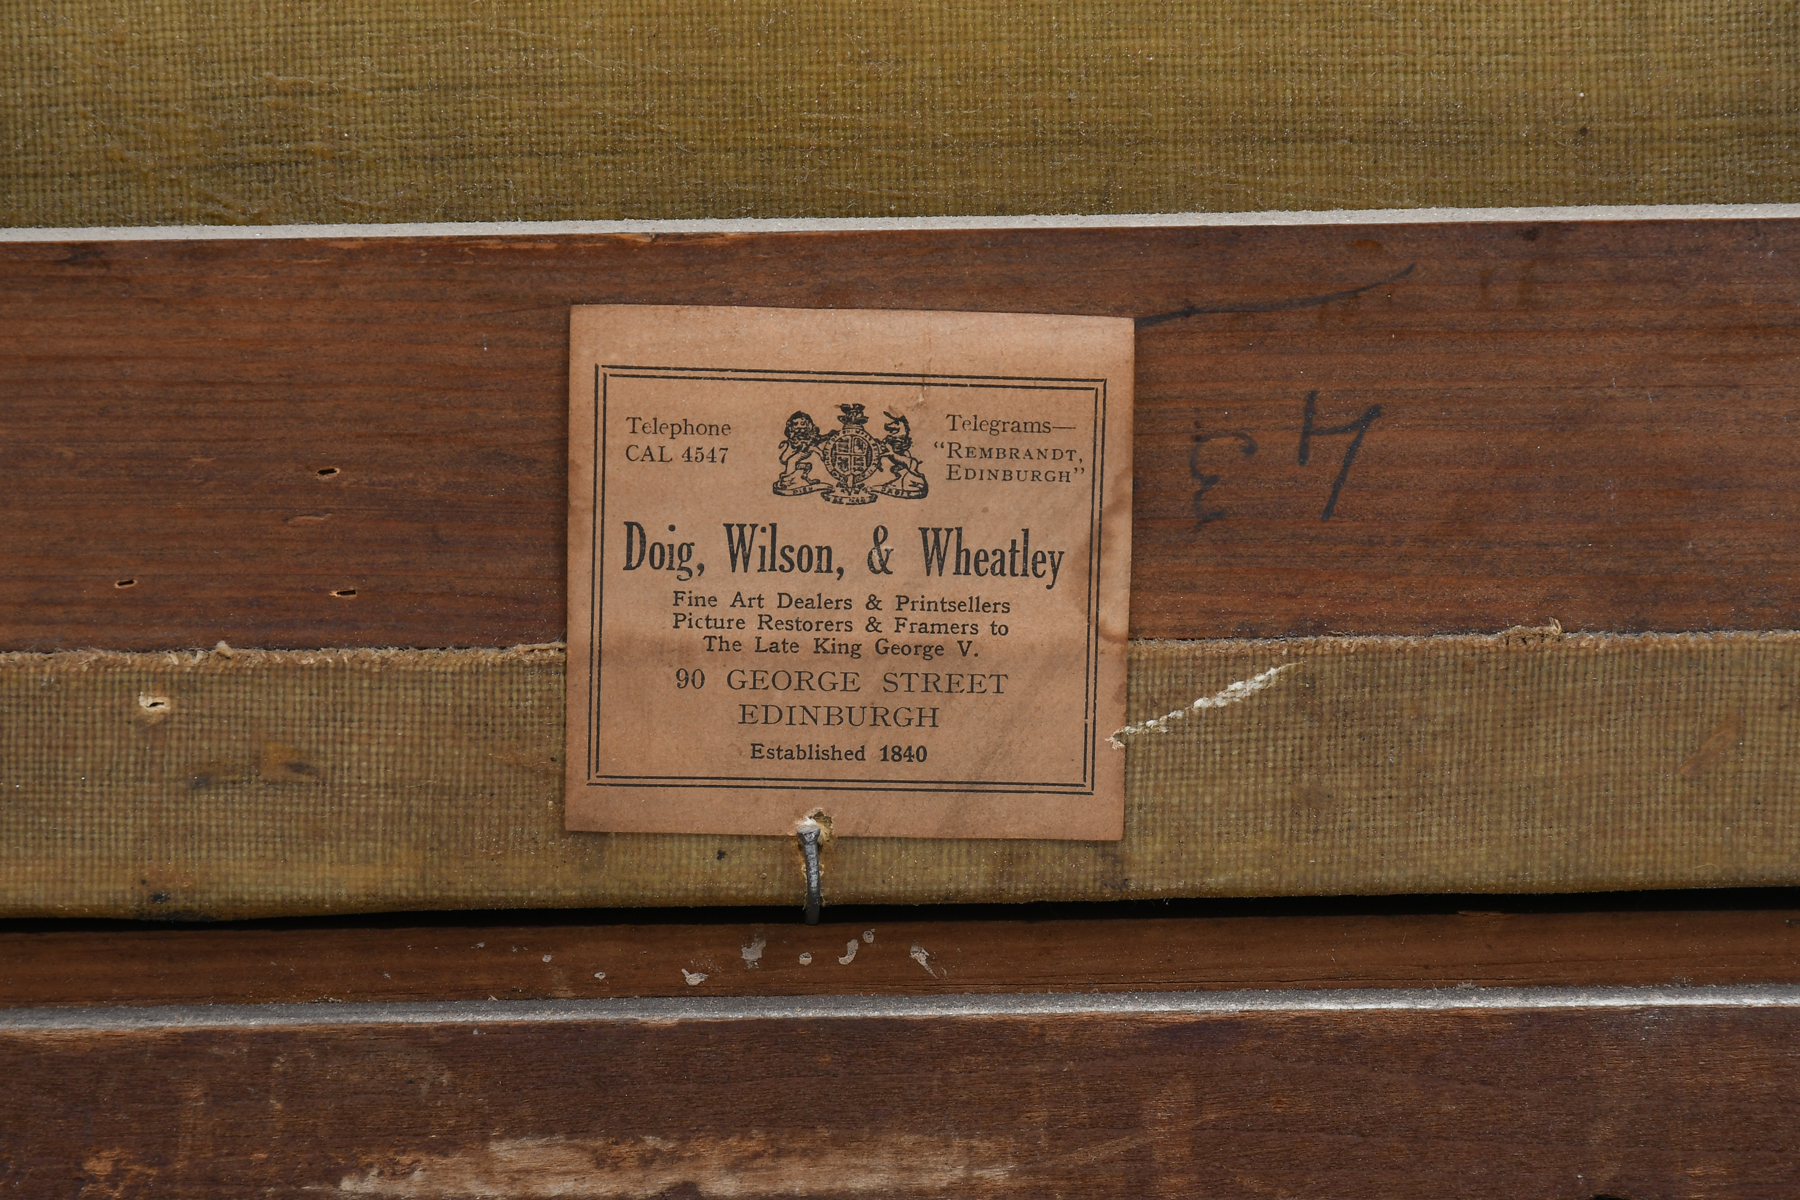 Telephone
CAL 4547
Telegrams—
“REMBRANDT,
EDINBURGH”
Doig, Wilson, & Wheatley
Fine Art Dealers & Printsellers
Picture Restorers & Framers to
The Late King George V.
90 GEORGE STREET
EDINBURGH
Established 1840